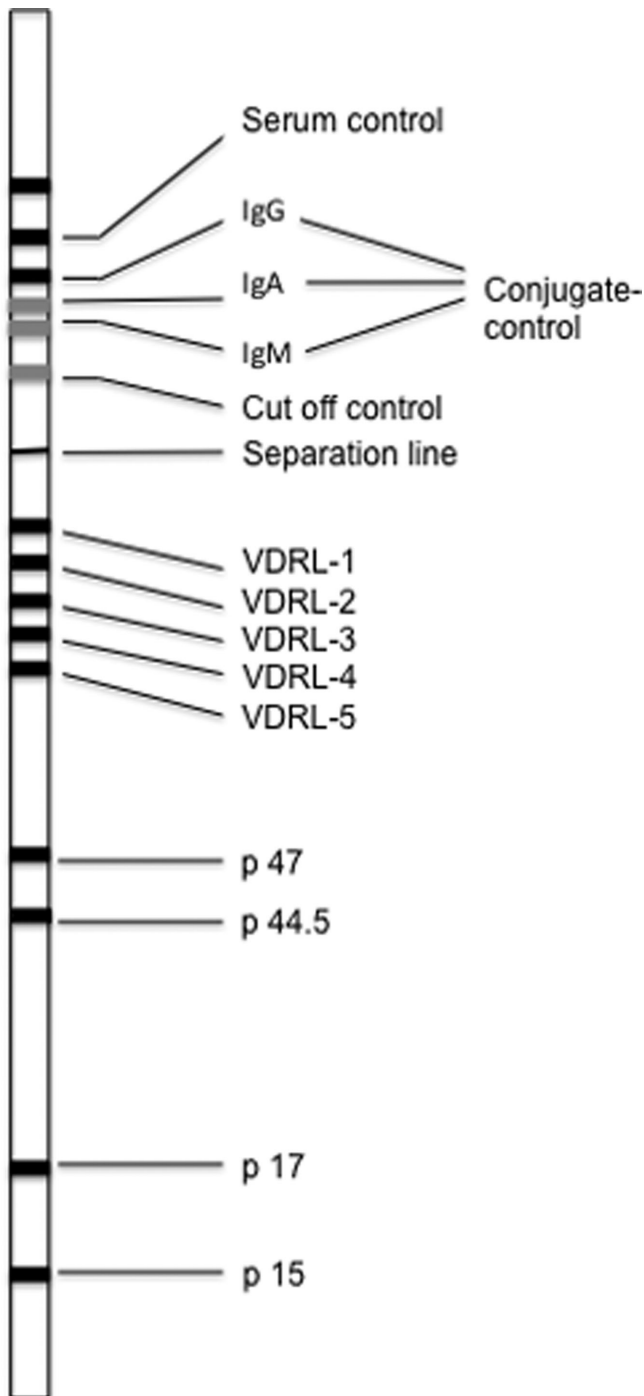 Serum control
IgG
IgA
IgM
Conjugate-
control
Cut off control
Separation line
VDRL-1
VDRL-2
VDRL-3
VDRL-4
VDRL-5
p 47
p 44.5
p 17
p 15